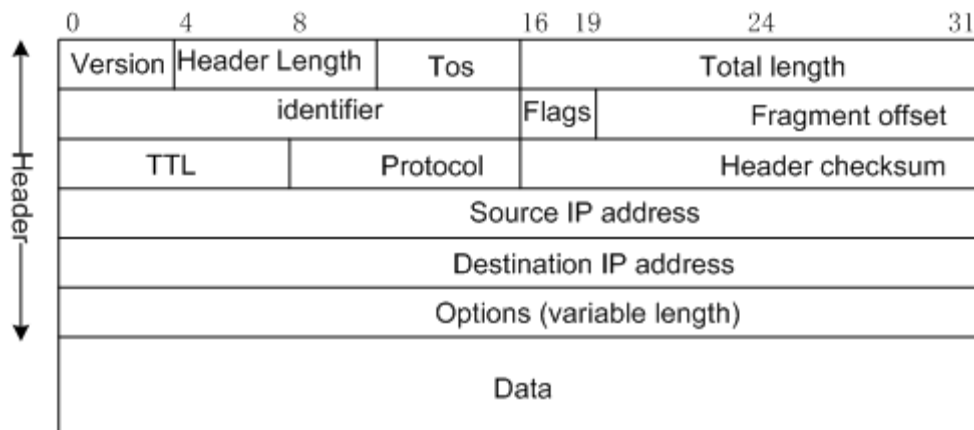 0 4 8 16 19 24 31
Version Header Length Tos Total length
identifier Flags Fragment offset
TTL Protocol Header checksum
Source IP address
Destination IP address
Options (variable length)
Data
Header